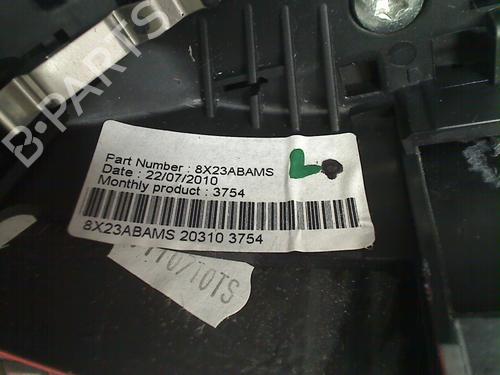 B-PARTS
Part Number : 8X23ABAMS
Date : 22/07/2010
Monthly product : 3754
L
8X23ABAMS 20310 3754